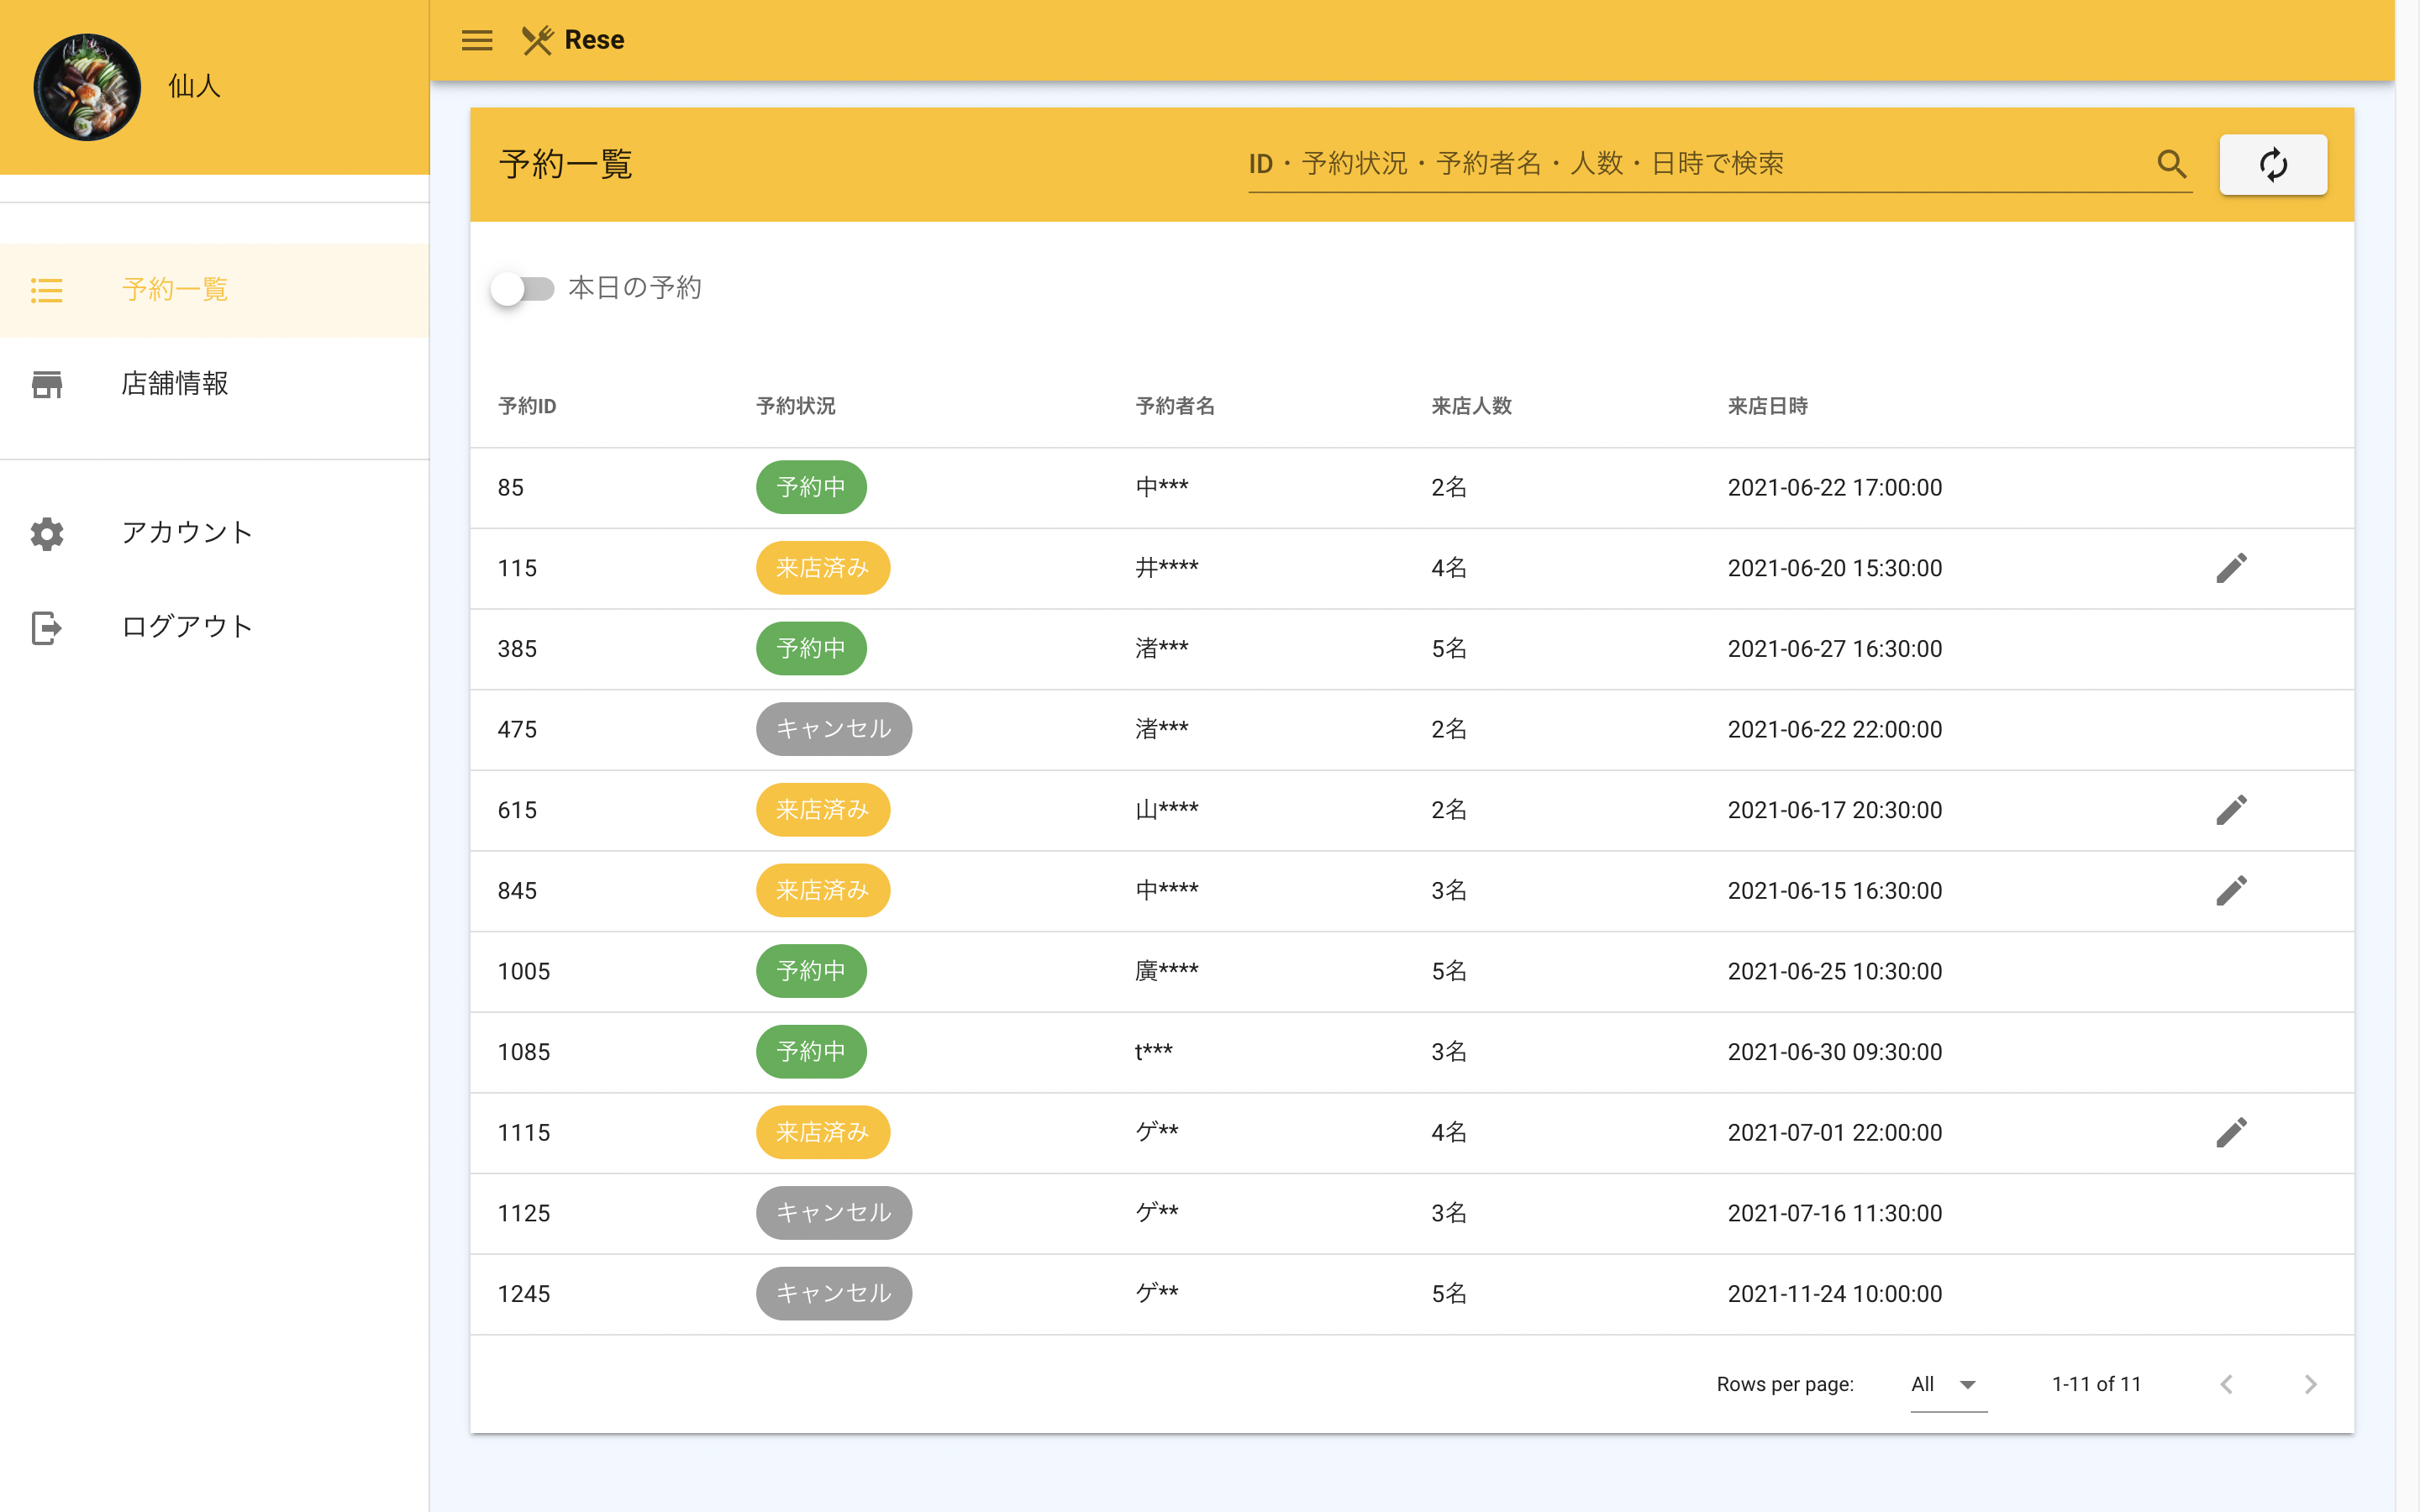 仙人
Rese
予約一覧
店舗情報
アカウント
ログアウト
予約一覧 ID・予約状況・予約者名・人数・日時で検索
本日の予約
予約ID 予約状況 予約者名 来店人数 来店日時
85 予約中 中*** 2名 2021-06-22 17:00:00
115 来店済み 井**** 4名 2021-06-20 15:30:00
385 予約中 渚*** 5名 2021-06-27 16:30:00
475 キャンセル 渚*** 2名 2021-06-22 22:00:00
615 来店済み 山**** 2名 2021-06-17 20:30:00
845 来店済み 中**** 3名 2021-06-15 16:30:00
1005 予約中 廣**** 5名 2021-06-25 10:30:00
1085 予約中 t*** 3名 2021-06-30 09:30:00
1115 来店済み ゲ** 4名 2021-07-01 22:00:00
1125 キャンセル ゲ** 3名 2021-07-16 11:30:00
1245 キャンセル ゲ** 5名 2021-11-24 10:00:00
Rows per page: All 1-11 of 11